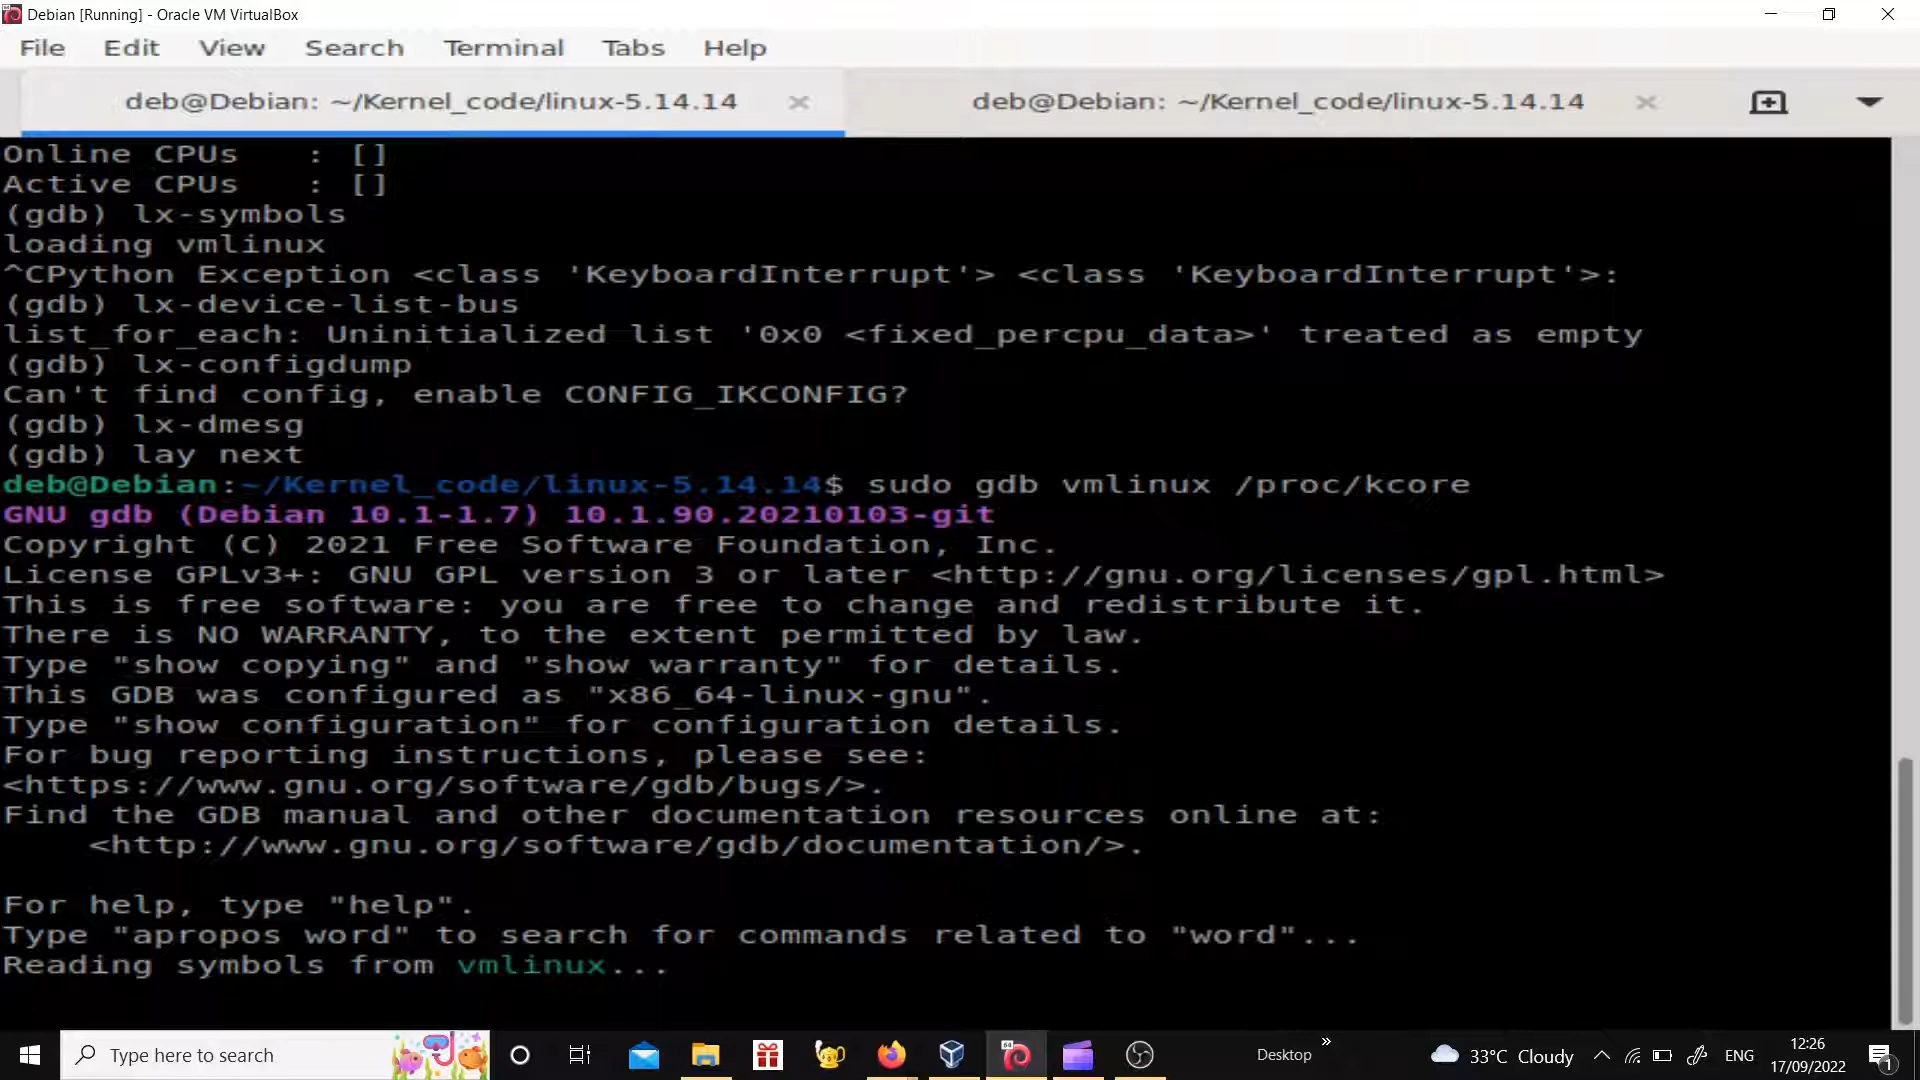 Debian [Running] - Oracle VM VirtualBox
File Edit View Search Terminal Tabs Help
deb@Debian: ~/Kernel_code/linux-5.14.14 deb@Debian: ~/Kernel_code/linux-5.14.14
Online CPUs   : []
Active CPUs   : []
(gdb) lx-symbols
loading vmlinux
^CPython Exception <class 'KeyboardInterrupt'> <class 'KeyboardInterrupt'>:
(gdb) lx-device-list-bus
list_for_each: Uninitialized list '0x0 <fixed_percpu_data>' treated as empty
(gdb) lx-configdump
Can't find config, enable CONFIG_IKCONFIG?
(gdb) lx-dmesg
(gdb) lay next
deb@Debian:~/Kernel_code/linux-5.14.14$ sudo gdb vmlinux /proc/kcore
GNU gdb (Debian 10.1-1.7) 10.1.90.20210103-git
Copyright (C) 2021 Free Software Foundation, Inc.
License GPLv3+: GNU GPL version 3 or later <http://gnu.org/licenses/gpl.html>
This is free software: you are free to change and redistribute it.
There is NO WARRANTY, to the extent permitted by law.
Type "show copying" and "show warranty" for details.
This GDB was configured as "x86_64-linux-gnu".
Type "show configuration" for configuration details.
For bug reporting instructions, please see:
<https://www.gnu.org/software/gdb/bugs/>.
Find the GDB manual and other documentation resources online at:
    <http://www.gnu.org/software/gdb/documentation/>.
For help, type "help".
Type "apropos word" to search for commands related to "word"...
Reading symbols from vmlinux...
Type here to search
64
Desktop
»
33°C Cloudy
ENG
12:26
17/09/2022
1